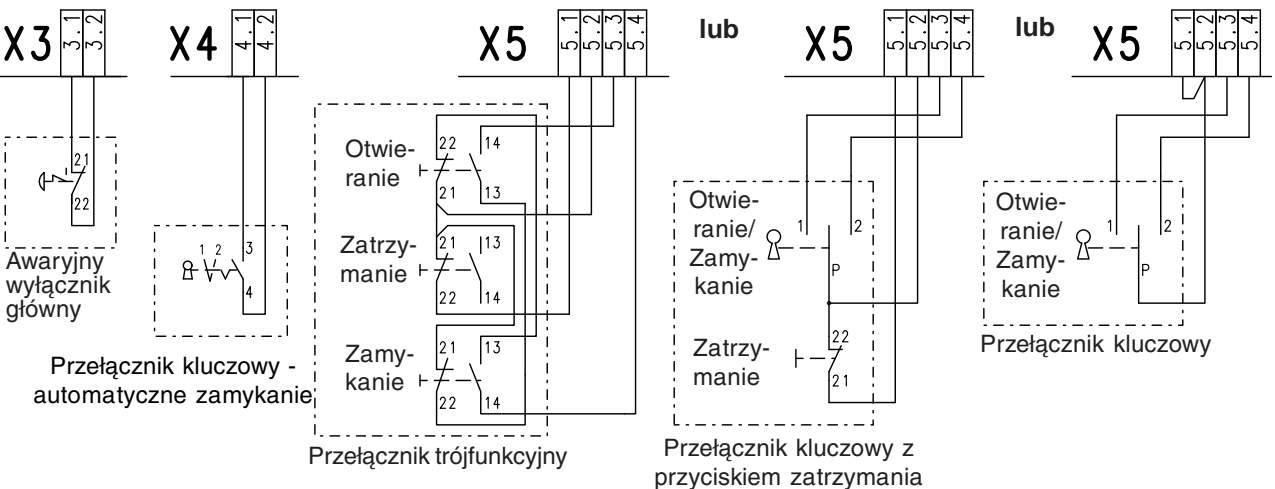 X3
3.1
3.2
21
22
Awaryjny
wyłącznik
główny
X4
4.1
4.2
1 2 3
4
Przełącznik kluczowy -
automatyczne zamykanie
X5
5.1
5.2
5.3
5.4
Otwie-
ranie
22
14
21
13
Zatrzy-
manie
21
13
22
14
Zamy-
kanie
21
13
22
14
Przełącznik trójfunkcyjny
lub
X5
5.1
5.2
5.3
5.4
Otwie-
ranie/
Zamy-
kanie
1
2
P
Zatrzy-
manie
22
21
Przełącznik kluczowy z
przyciskiem zatrzymania
lub
X5
5.1
5.2
5.3
5.4
Otwie-
ranie/
Zamy-
kanie
1
2
P
Przełącznik kluczowy